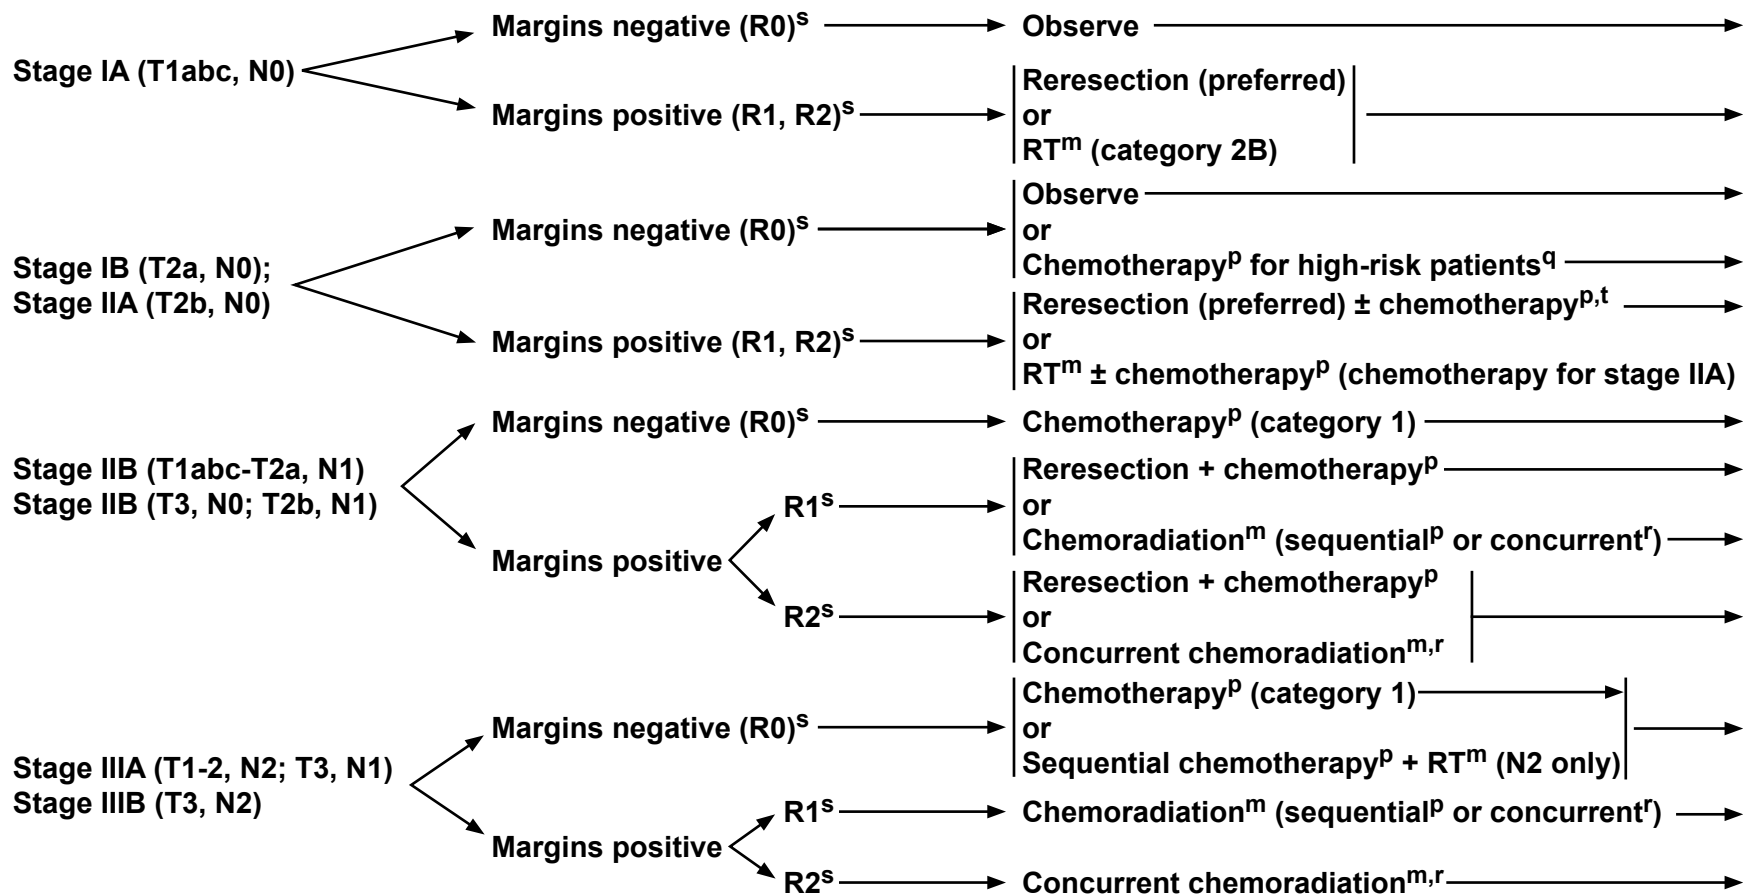 Stage IA (T1abc, N0)
Margins negative (R0)s
Observe
Margins positive (R1, R2)s
Reresection (preferred)
or
RTm (category 2B)
Stage IB (T2a, N0);
Stage IIA (T2b, N0)
Margins negative (R0)s
Observe
or
Chemotherapyp for high-risk patientsq
Margins positive (R1, R2)s
Reresection (preferred) ± chemotherapyp,t
or
RTm ± chemotherapyp (chemotherapy for stage IIA)
Stage IIB (T1abc-T2a, N1)
Stage IIB (T3, N0; T2b, N1)
Margins negative (R0)s
Chemotherapyp (category 1)
Margins positive
R1s
Reresection + chemotherapyp
or
Chemoradiationm (sequentialp or concurrentr)
R2s
Reresection + chemotherapyp
or
Concurrent chemoradiationm,r
Stage IIIA (T1-2, N2; T3, N1)
Stage IIIB (T3, N2)
Margins negative (R0)s
Chemotherapyp (category 1)
or
Sequential chemotherapyp + RTm (N2 only)
Margins positive
R1s
Chemoradiationm (sequentialp or concurrentr)
R2s
Concurrent chemoradiationm,r